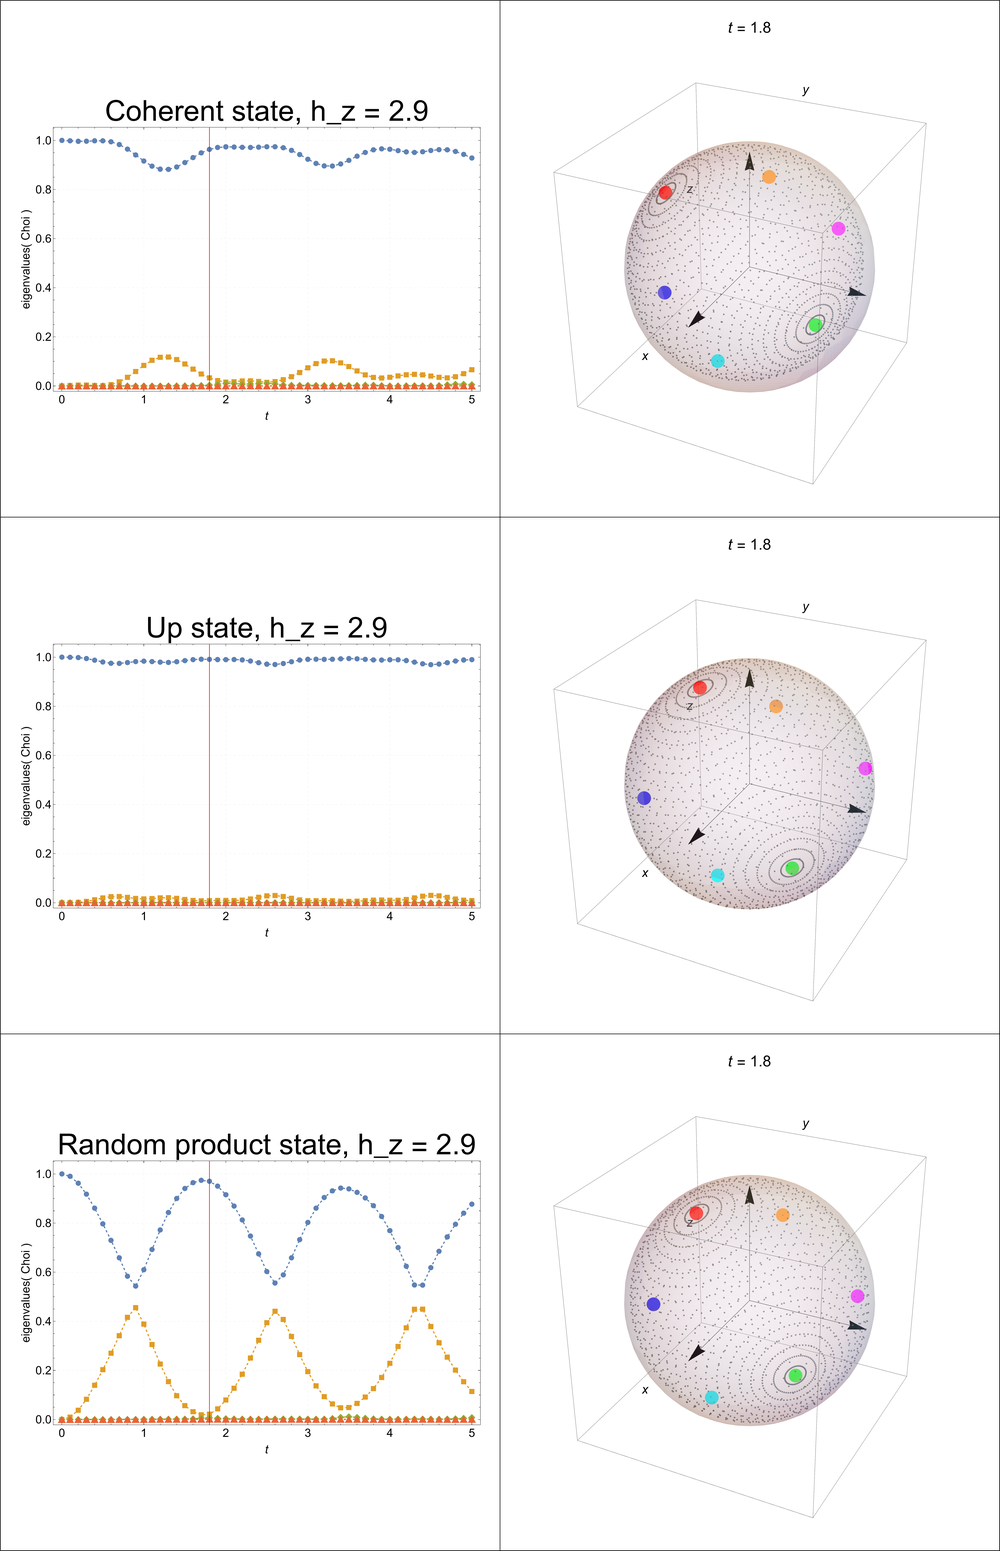 t = 1.8
Coherent state, h_z = 2.9
y
1.0
0.8
z
0.6
eigenvalues( Choi )
0.4
0.2
x
0.0
0 1 2 3 4 5
t
t = 1.8
Up state, h_z = 2.9
y
1.0
0.8
z
0.6
eigenvalues( Choi )
0.4
0.2
x
0.0
0 1 2 3 4 5
t
t = 1.8
Random product state, h_z = 2.9
y
1.0
0.8
z
0.6
eigenvalues( Choi )
0.4
0.2
x
0.0
0 1 2 3 4 5
t